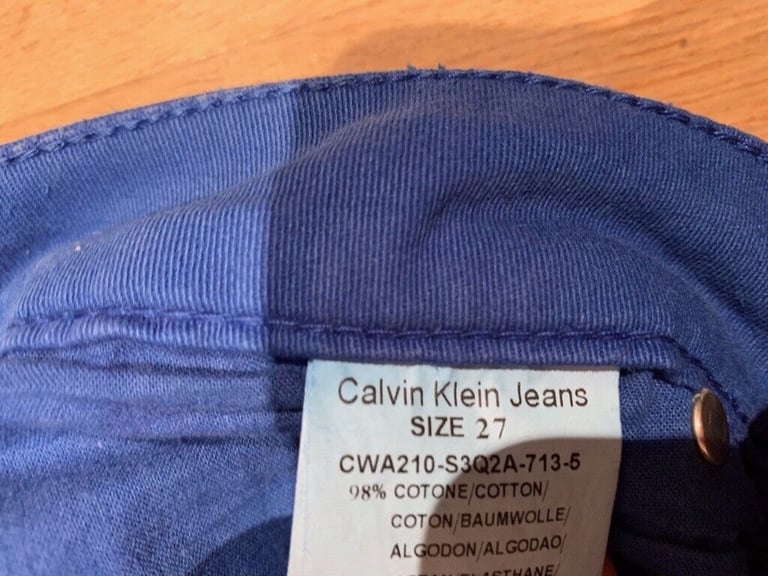 Calvin Klein Jeans
SIZE 27
CWA210-S3Q2A-713-5
98% COTONE/COTTON/
COTON/BAUMWOLLE/
ALGODON/ALGODAO/